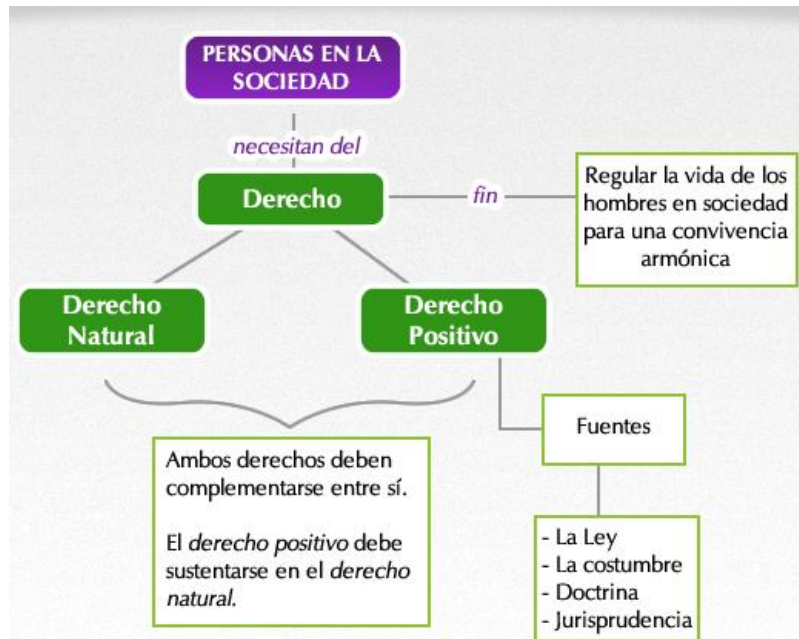 PERSONAS EN LA
SOCIEDAD
necesitan del
Derecho
fin
Regular la vida de los
hombres en sociedad
para una convivencia
armónica
Derecho
Natural
Derecho
Positivo
Ambos derechos deben
complementarse entre sí.
El derecho positivo debe
sustentarse en el derecho
natural.
Fuentes
- La Ley
- La costumbre
- Doctrina
- Jurisprudencia